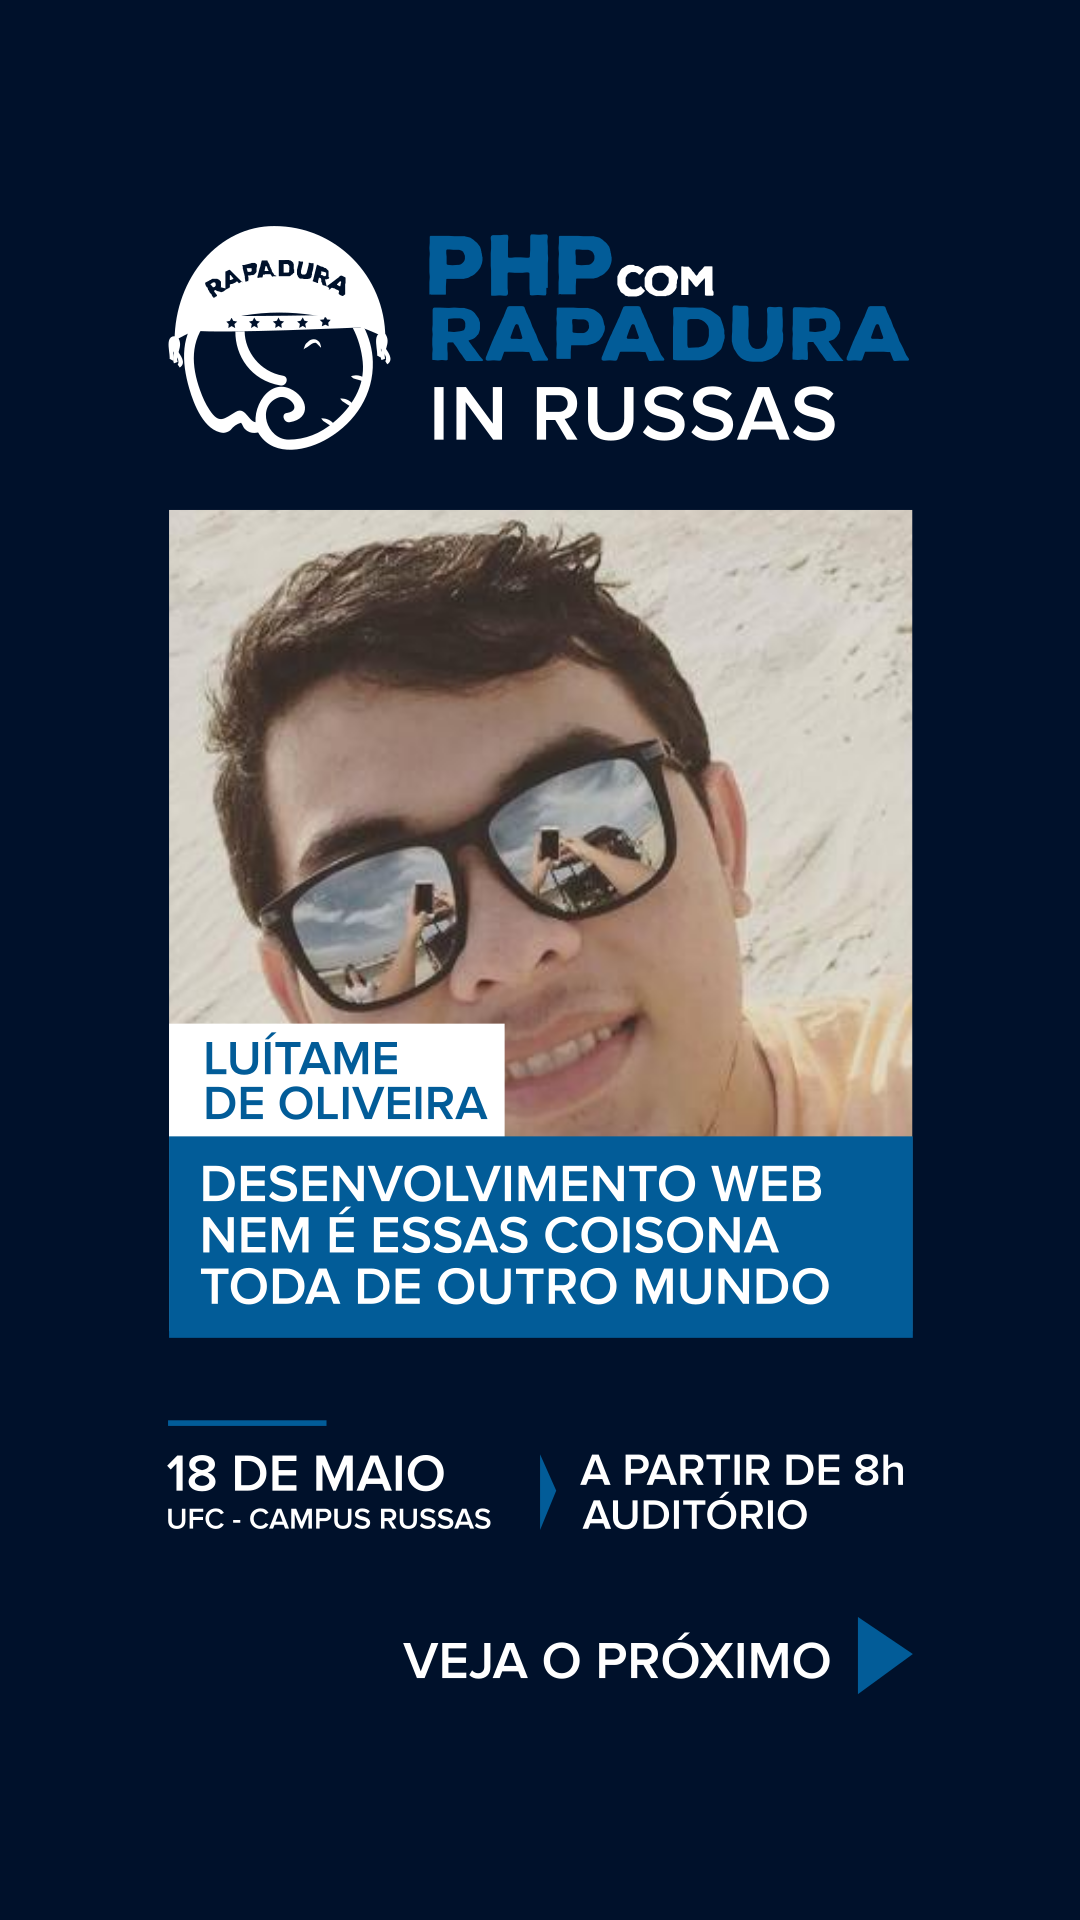 RAPADURA
PHP COM
RAPADURA
IN RUSSAS
LUÍTAME
DE OLIVEIRA
DESENVOLVIMENTO WEB
NEM É ESSAS COISONA
TODA DE OUTRO MUNDO
18 DE MAIO
UFC - CAMPUS RUSSAS
A PARTIR DE 8h
AUDITÓRIO
VEJA O PRÓXIMO